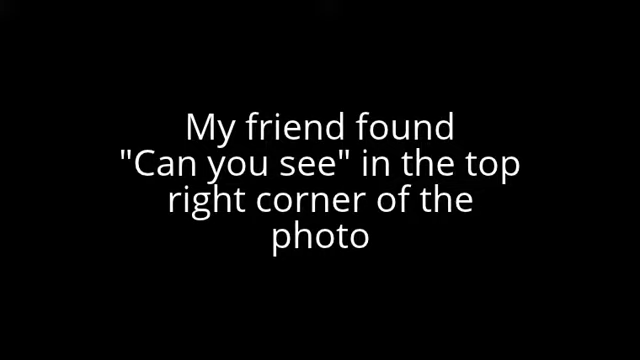 My friend found
"Can you see" in the top
right corner of the
photo